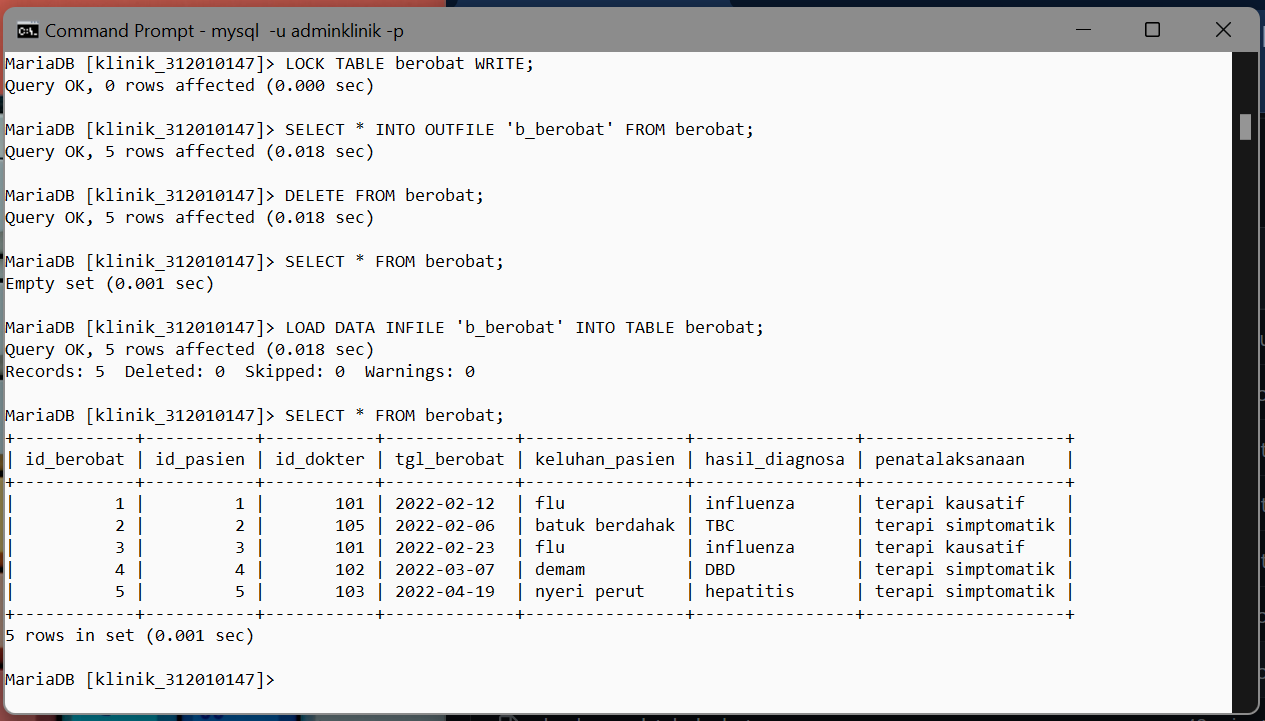 Command Prompt - mysql  -u adminklinik -p
MariaDB [klinik_312010147]> LOCK TABLE berobat WRITE;
Query OK, 0 rows affected (0.000 sec)
MariaDB [klinik_312010147]> SELECT * INTO OUTFILE 'b_berobat' FROM berobat;
Query OK, 5 rows affected (0.018 sec)
MariaDB [klinik_312010147]> DELETE FROM berobat;
Query OK, 5 rows affected (0.018 sec)
MariaDB [klinik_312010147]> SELECT * FROM berobat;
Empty set (0.001 sec)
MariaDB [klinik_312010147]> LOAD DATA INFILE 'b_berobat' INTO TABLE berobat;
Query OK, 5 rows affected (0.018 sec)
Records: 5  Deleted: 0  Skipped: 0  Warnings: 0
MariaDB [klinik_312010147]> SELECT * FROM berobat;
+------------+-----------+-----------+-------------+----------------+----------------+--------------------+
| id_berobat | id_pasien | id_dokter | tgl_berobat | keluhan_pasien | hasil_diagnosa | penatalaksanaan    |
+------------+-----------+-----------+-------------+----------------+----------------+--------------------+
|          1 |         1 |       101 | 2022-02-12  | flu            | influenza      | terapi kausatif    |
|          2 |         2 |       105 | 2022-02-06  | batuk berdahak | TBC            | terapi simptomatik |
|          3 |         3 |       101 | 2022-02-23  | flu            | influenza      | terapi kausatif    |
|          4 |         4 |       102 | 2022-03-07  | demam          | DBD            | terapi simptomatik |
|          5 |         5 |       103 | 2022-04-19  | nyeri perut    | hepatitis      | terapi simptomatik |
+------------+-----------+-----------+-------------+----------------+----------------+--------------------+
5 rows in set (0.001 sec)
MariaDB [klinik_312010147]>